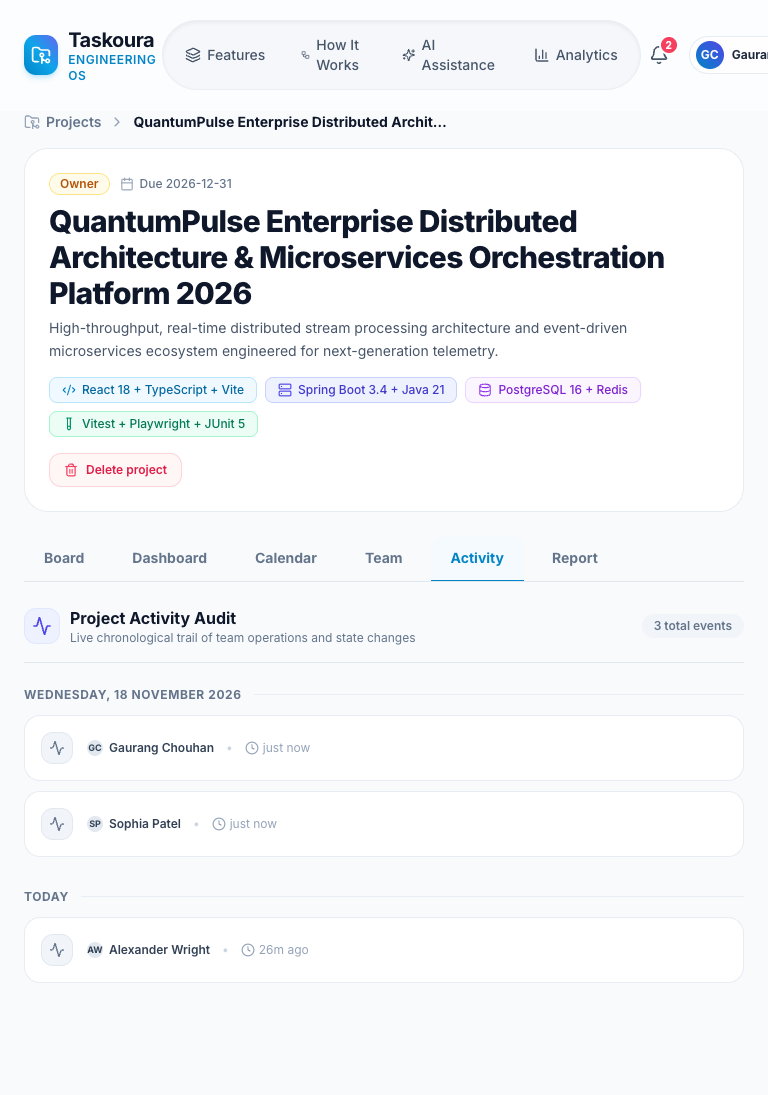 Taskoura
ENGINEERING
OS
Features
How It
Works
AI
Assistance
Analytics
2
GC
Projects
QuantumPulse Enterprise Distributed Archit...
Owner
Due 2026-12-31
QuantumPulse Enterprise Distributed
Architecture & Microservices Orchestration
Platform 2026
High-throughput, real-time distributed stream processing architecture and event-driven
microservices ecosystem engineered for next-generation telemetry.
React 18 + TypeScript + Vite
Spring Boot 3.4 + Java 21
PostgreSQL 16 + Redis
Vitest + Playwright + JUnit 5
Delete project
Board
Dashboard
Calendar
Team
Activity
Report
Project Activity Audit
Live chronological trail of team operations and state changes
3 total events
WEDNESDAY, 18 NOVEMBER 2026
GC Gaurang Chouhan • just now
SP Sophia Patel • just now
TODAY
AW Alexander Wright • 26m ago